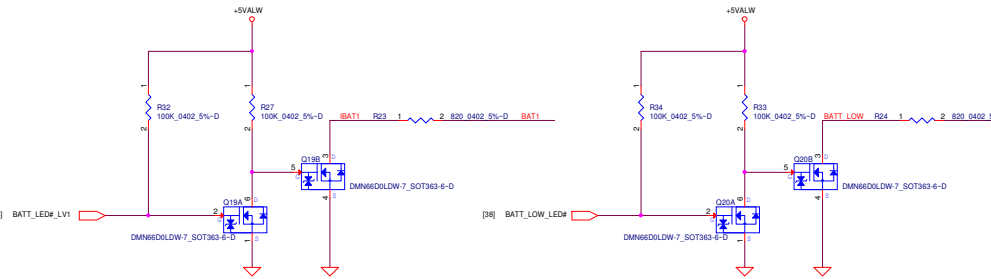 +5VALW
+5VALW
1
R32
100K_0402_5%~D
2
1
R27
100K_0402_5%~D
2
IBAT1 R23 1 2 820_0402_5%~D BAT1
5
Q19B
3
D
G
S
4
DMN66D0LDW-7_SOT363-6~D
] BATT_LED#_LV1
2
Q19A
6
D
G
S
1
DMN66D0LDW-7_SOT363-6~D
1
R34
100K_0402_5%~D
2
1
R33
100K_0402_5%~D
2
BATT_LOW R24 1 2 820_0402_5
5
Q20B
3
D
G
S
4
DMN66D0LDW-7_SOT363-6~D
[38] BATT_LOW_LED#
2
Q20A
6
D
G
S
1
DMN66D0LDW-7_SOT363-6~D